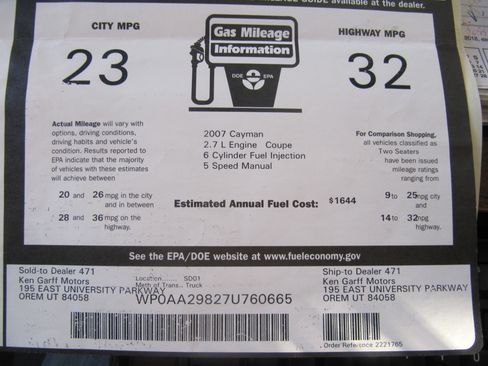 MILEAGE GUIDE available at the dealer.
CITY MPG
23
Gas Mileage
Information
DOE EPA
HIGHWAY MPG
32
Actual Mileage will vary with
options, driving conditions,
driving habits and vehicle's
condition. Results reported to
EPA indicate that the majority
of vehicles with these estimates
will achieve between
20 and 26 mpg in the city
and in between
28 and 36 mpg on the
highway.
2007 Cayman
2.7 L Engine Coupe
6 Cylinder Fuel Injection
5 Speed Manual
Estimated Annual Fuel Cost: $1644
For Comparison Shopping,
all vehicles classified as
Two Seaters
have been issued
mileage ratings
ranging from
9 to 25 mpg city
and
14 to 32 mpg
highway.
See the EPA/DOE website at www.fueleconomy.gov
Sold-to Dealer 471
Ken Garff Motors
195 EAST UNIVERSITY PARKWAY
OREM UT 84058
Location...... SD01
Meth of Trans.. Truck
WP0AA29827U760665
Ship-to Dealer 471
Ken Garff Motors
195 EAST UNIVERSITY PARKWAY
OREM UT 84058
Order Reference 2221765